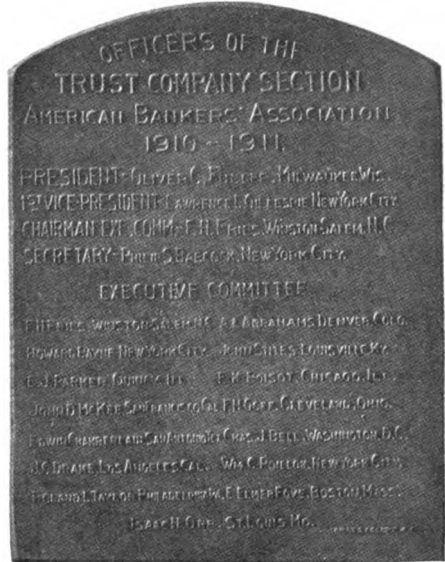 OFFICERS OF THE
TRUST COMPANY SECTION
AMERICAN BANKERS' ASSOCIATION
1910 - 1911.
PRESIDENT- OLIVER C. FULLER, MILWAUKEE, WIS.
1ST VICE-PRESIDENT- LAWRENCE L. GILLESPIE, NEW YORK CITY
CHAIRMAN EXE. COMM.- F. H. FRIES, WINSTON SALEM, N.C.
SECRETARY- PHILIP S. BABCOCK, NEW YORK CITY.
EXECUTIVE COMMITTEE
F. H. FRIES, WINSTON SALEM, N.C. A. L. ABRAHAMS, DENVER, COLO.
HOWARD BAYNE, NEW YORK CITY. JOHN STITES, LOUISVILLE, KY.
E. J. PARKER, QUINCY, ILL. E. K. BOISOT, CHICAGO, ILL.
JOHN D. MCKEE, SAN FRANCISCO, CAL. F. H. GOFF, CLEVELAND, OHIO.
EDWIN CHAMBERLAIN, SAN ANTONIO, TEX. CHAS. J. BELL, WASHINGTON, D.C.
J. C. DRAKE, LOS ANGELES, CAL. WM. C. POILLON, NEW YORK CITY.
ROLAND L. TAYLOR, PHILADELPHIA, PA. F. ELMER FOYE, BOSTON, MASS.
ISAAC H. ORR, ST. LOUIS, MO.